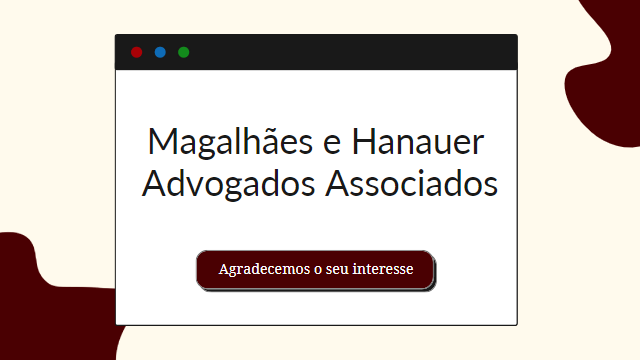 Magalhães e Hanauer
Advogados Associados
Agradecemos o seu interesse